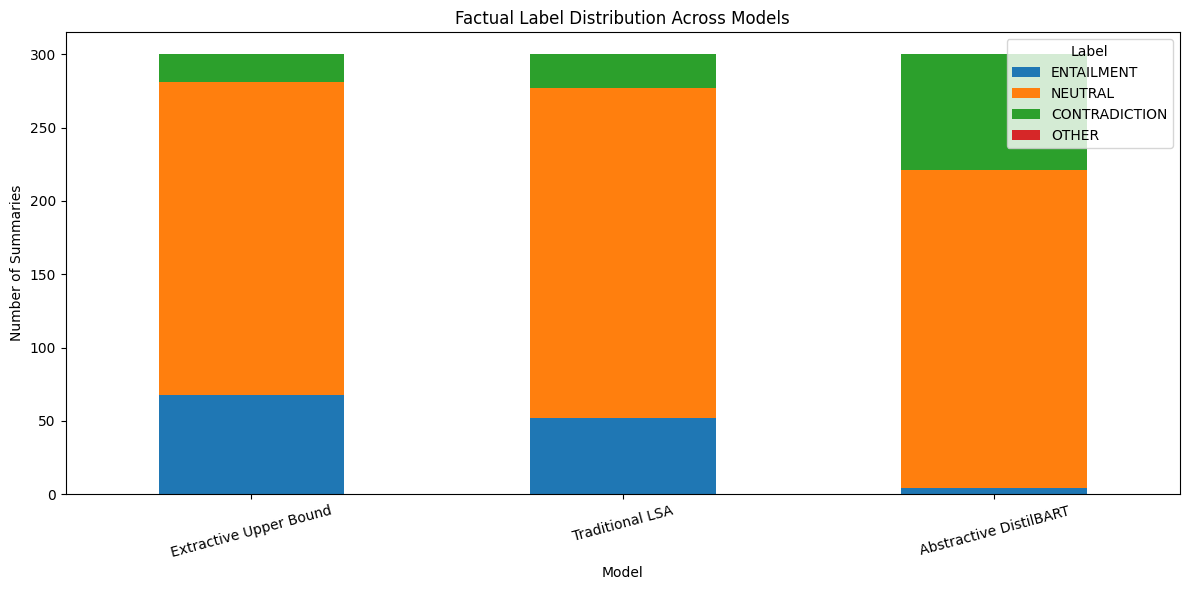 Factual Label Distribution Across Models
Number of Summaries
300
250
200
150
100
50
0
Label
ENTAILMENT
NEUTRAL
CONTRADICTION
OTHER
Extractive Upper Bound
Traditional LSA
Abstractive DistilBART
Model